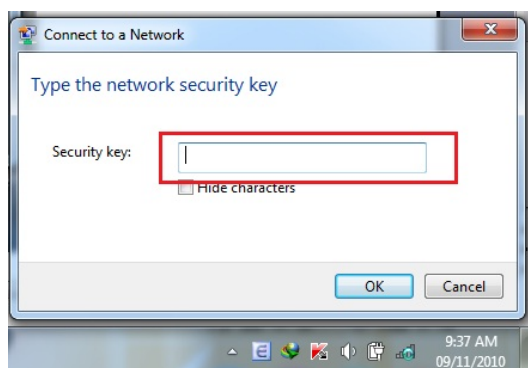 Connect to a Network
Type the network security key
Security key:
Hide characters
OK Cancel
9:37 AM
09/11/2010